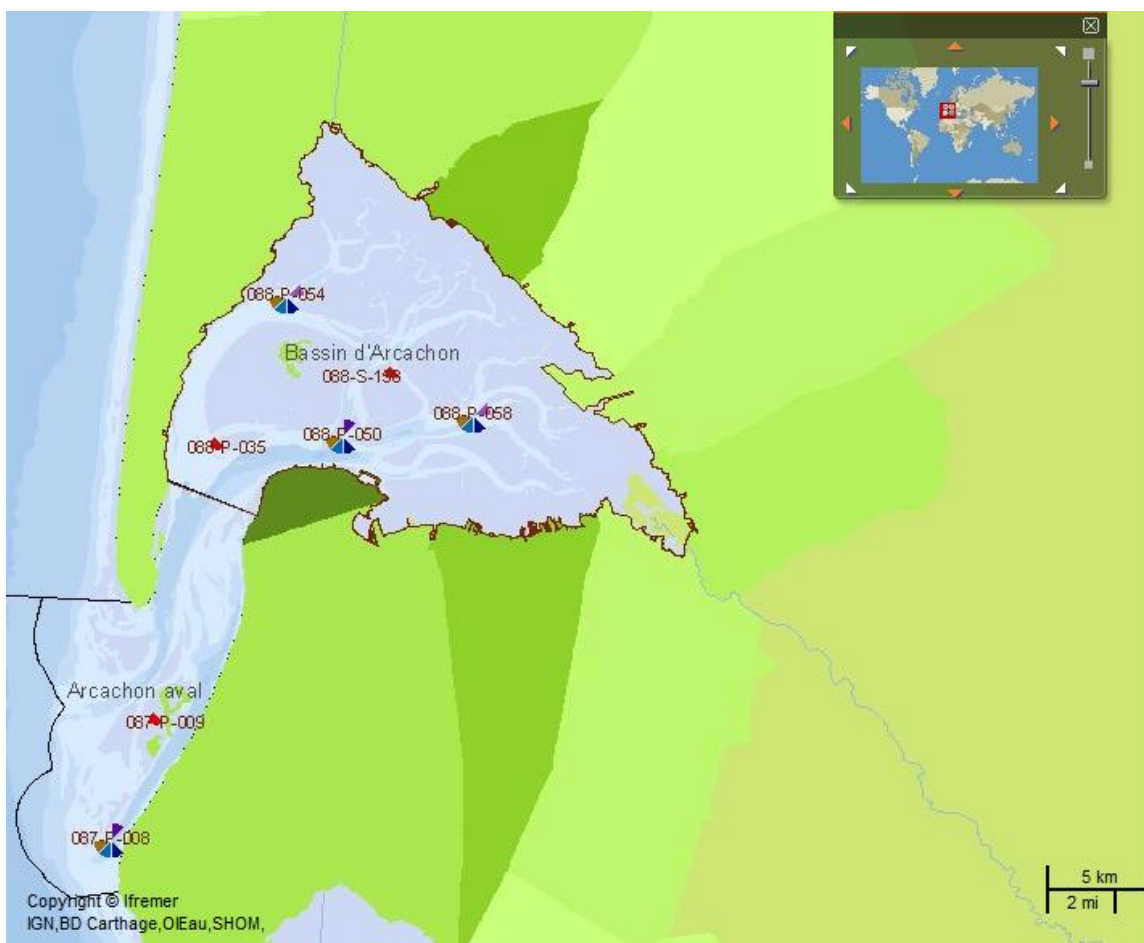 088-P-054
Bassin d'Arcachon
088-S-153
088-P-058
088-P-050
088-P-035
Arcachon aval
087-P-009
087-P-008
5 km
2 mi
Copyright © Ifremer
IGN,BD Carthage,OIEau,SHOM,